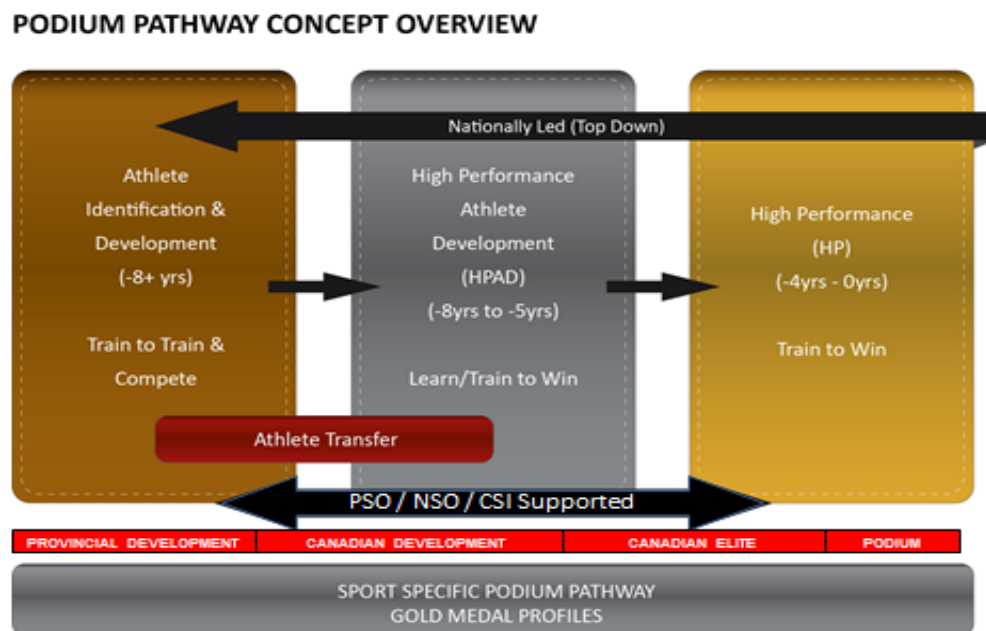 PODIUM PATHWAY CONCEPT OVERVIEW
Nationally Led (Top Down)
Athlete
Identification &
Development
(-8+ yrs)
Train to Train &
Compete
High Performance
Athlete
Development
(HPAD)
(-8yrs to -5yrs)
Learn/Train to Win
High Performance
(HP)
(-4yrs - 0yrs)
Train to Win
Athlete Transfer
PSO / NSO / CSI Supported
PROVINCIAL DEVELOPMENT
CANADIAN DEVELOPMENT
CANADIAN ELITE
PODIUM
SPORT SPECIFIC PODIUM PATHWAY
GOLD MEDAL PROFILES